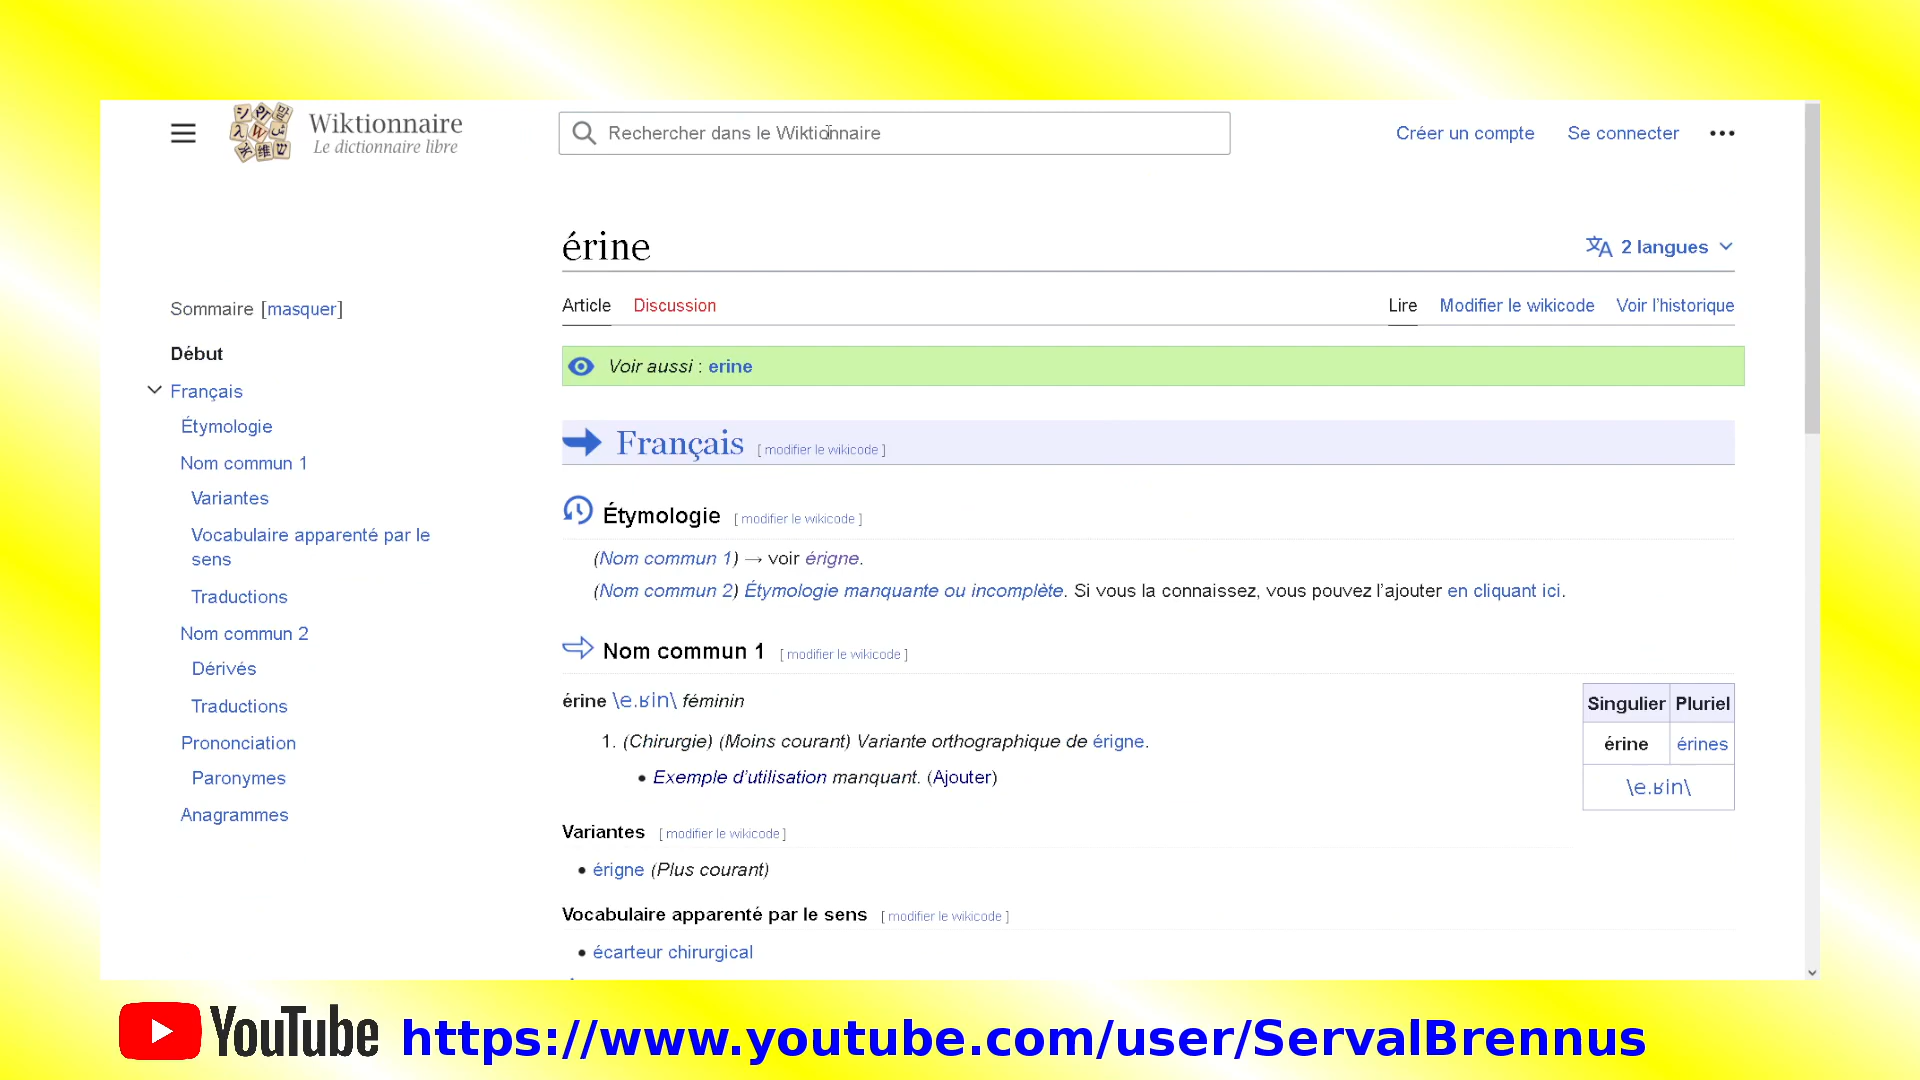 Wiktionnaire
Le dictionnaire libre
Rechercher dans le Wiktionnaire
Créer un compte
Se connecter
érine
2 langues
Sommaire [masquer]
Début
Français
Étymologie
Nom commun 1
Variantes
Vocabulaire apparenté par le
sens
Traductions
Nom commun 2
Dérivés
Traductions
Prononciation
Paronymes
Anagrammes
Article Discussion
Lire Modifier le wikicode Voir l’historique
Voir aussi : erine
Français [ modifier le wikicode ]
Étymologie [ modifier le wikicode ]
(Nom commun 1) → voir érigne.
(Nom commun 2) Étymologie manquante ou incomplète. Si vous la connaissez, vous pouvez l’ajouter en cliquant ici.
Nom commun 1 [ modifier le wikicode ]
érine \e.ʁin\ féminin
1. (Chirurgie) (Moins courant) Variante orthographique de érigne.
• Exemple d’utilisation manquant. (Ajouter)
Singulier Pluriel
érine érines
\e.ʁin\
Variantes [ modifier le wikicode ]
• érigne (Plus courant)
Vocabulaire apparenté par le sens [ modifier le wikicode ]
• écarteur chirurgical
YouTube https://www.youtube.com/user/ServalBrennus